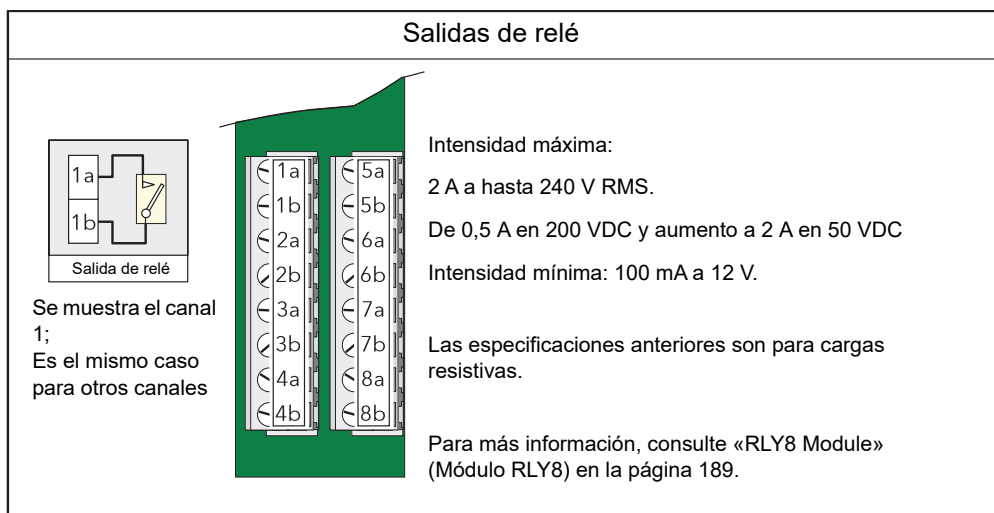 Salidas de relé
1a
1b
Salida de relé
Se muestra el canal
1;
Es el mismo caso
para otros canales
1a
1b
2a
2b
3a
3b
4a
4b
5a
5b
6a
6b
7a
7b
8a
8b
Intensidad máxima:
2 A a hasta 240 V RMS.
De 0,5 A en 200 VDC y aumento a 2 A en 50 VDC
Intensidad mínima: 100 mA a 12 V.
Las especificaciones anteriores son para cargas
resistivas.
Para más información, consulte «RLY8 Module»
(Módulo RLY8) en la página 189.